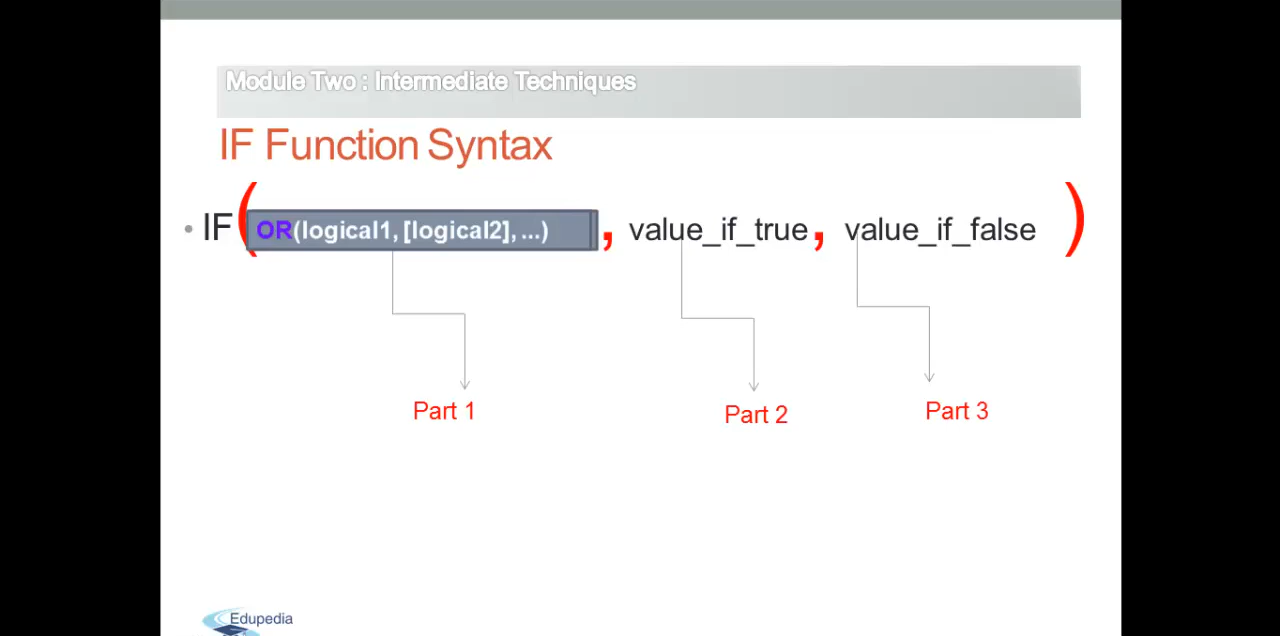 Module Two : Intermediate Techniques
IF Function Syntax
• IF( OR(logical1, [logical2], ...) , value_if_true, value_if_false )
Part 1 Part 2 Part 3
Edupedia